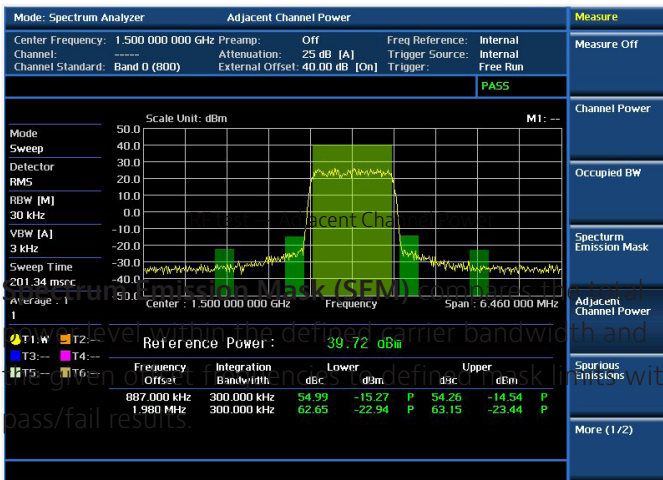 Mode: Spectrum Analyzer Adjacent Channel Power Measure
Center Frequency: 1.500 000 000 GHz Preamp: Off Freq Reference: Internal
Channel: ----- Attenuation: 25 dB [A] Trigger Source: Internal
Channel Standard: Band 0 (800) External Offset: 40.00 dB [On] Trigger: Free Run
Measure Off
PASS
Channel Power
Scale Unit: dBm M1: --
50.0
40.0
30.0
20.0
10.0
0.0
-10.0
-20.0
-30.0
-40.0
-50.0
Mode
Sweep
Detector
RMS
RBW [M]
30 kHz
VBW [A]
3 kHz
Sweep Time
201.34 msec
Average : 1
1
Occupied BW
Adjacent Channel Power
Specturm
Emission Mask
Spectrum Emission Mask (SEM) compares the total
Center : 1.500 000 000 GHz Frequency Span : 6.460 000 MHz
Adjacent
Channel Power
power level within the defined carrier bandwidth and
T1:W T2:--
T3:-- T4:--
T5:-- T6:--
Reference Power: 39.72 dBm
the given offset frequencies to defined mask limits wit
Spurious
Emissions
Frequency Offset Integration Bandwidth Lower Upper
dBc dBm dBc dBm
887.000 kHz 300.000 kHz 54.99 -15.27 P 54.26 -14.54 P
1.980 MHz 300.000 kHz 62.65 -22.94 P 63.15 -23.44 P
pass/fail results.
More (1/2)